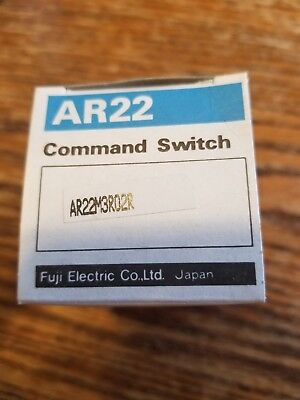 AR22
Command Switch
AR22M3R02R
Fuji Electric Co.,Ltd. Japan